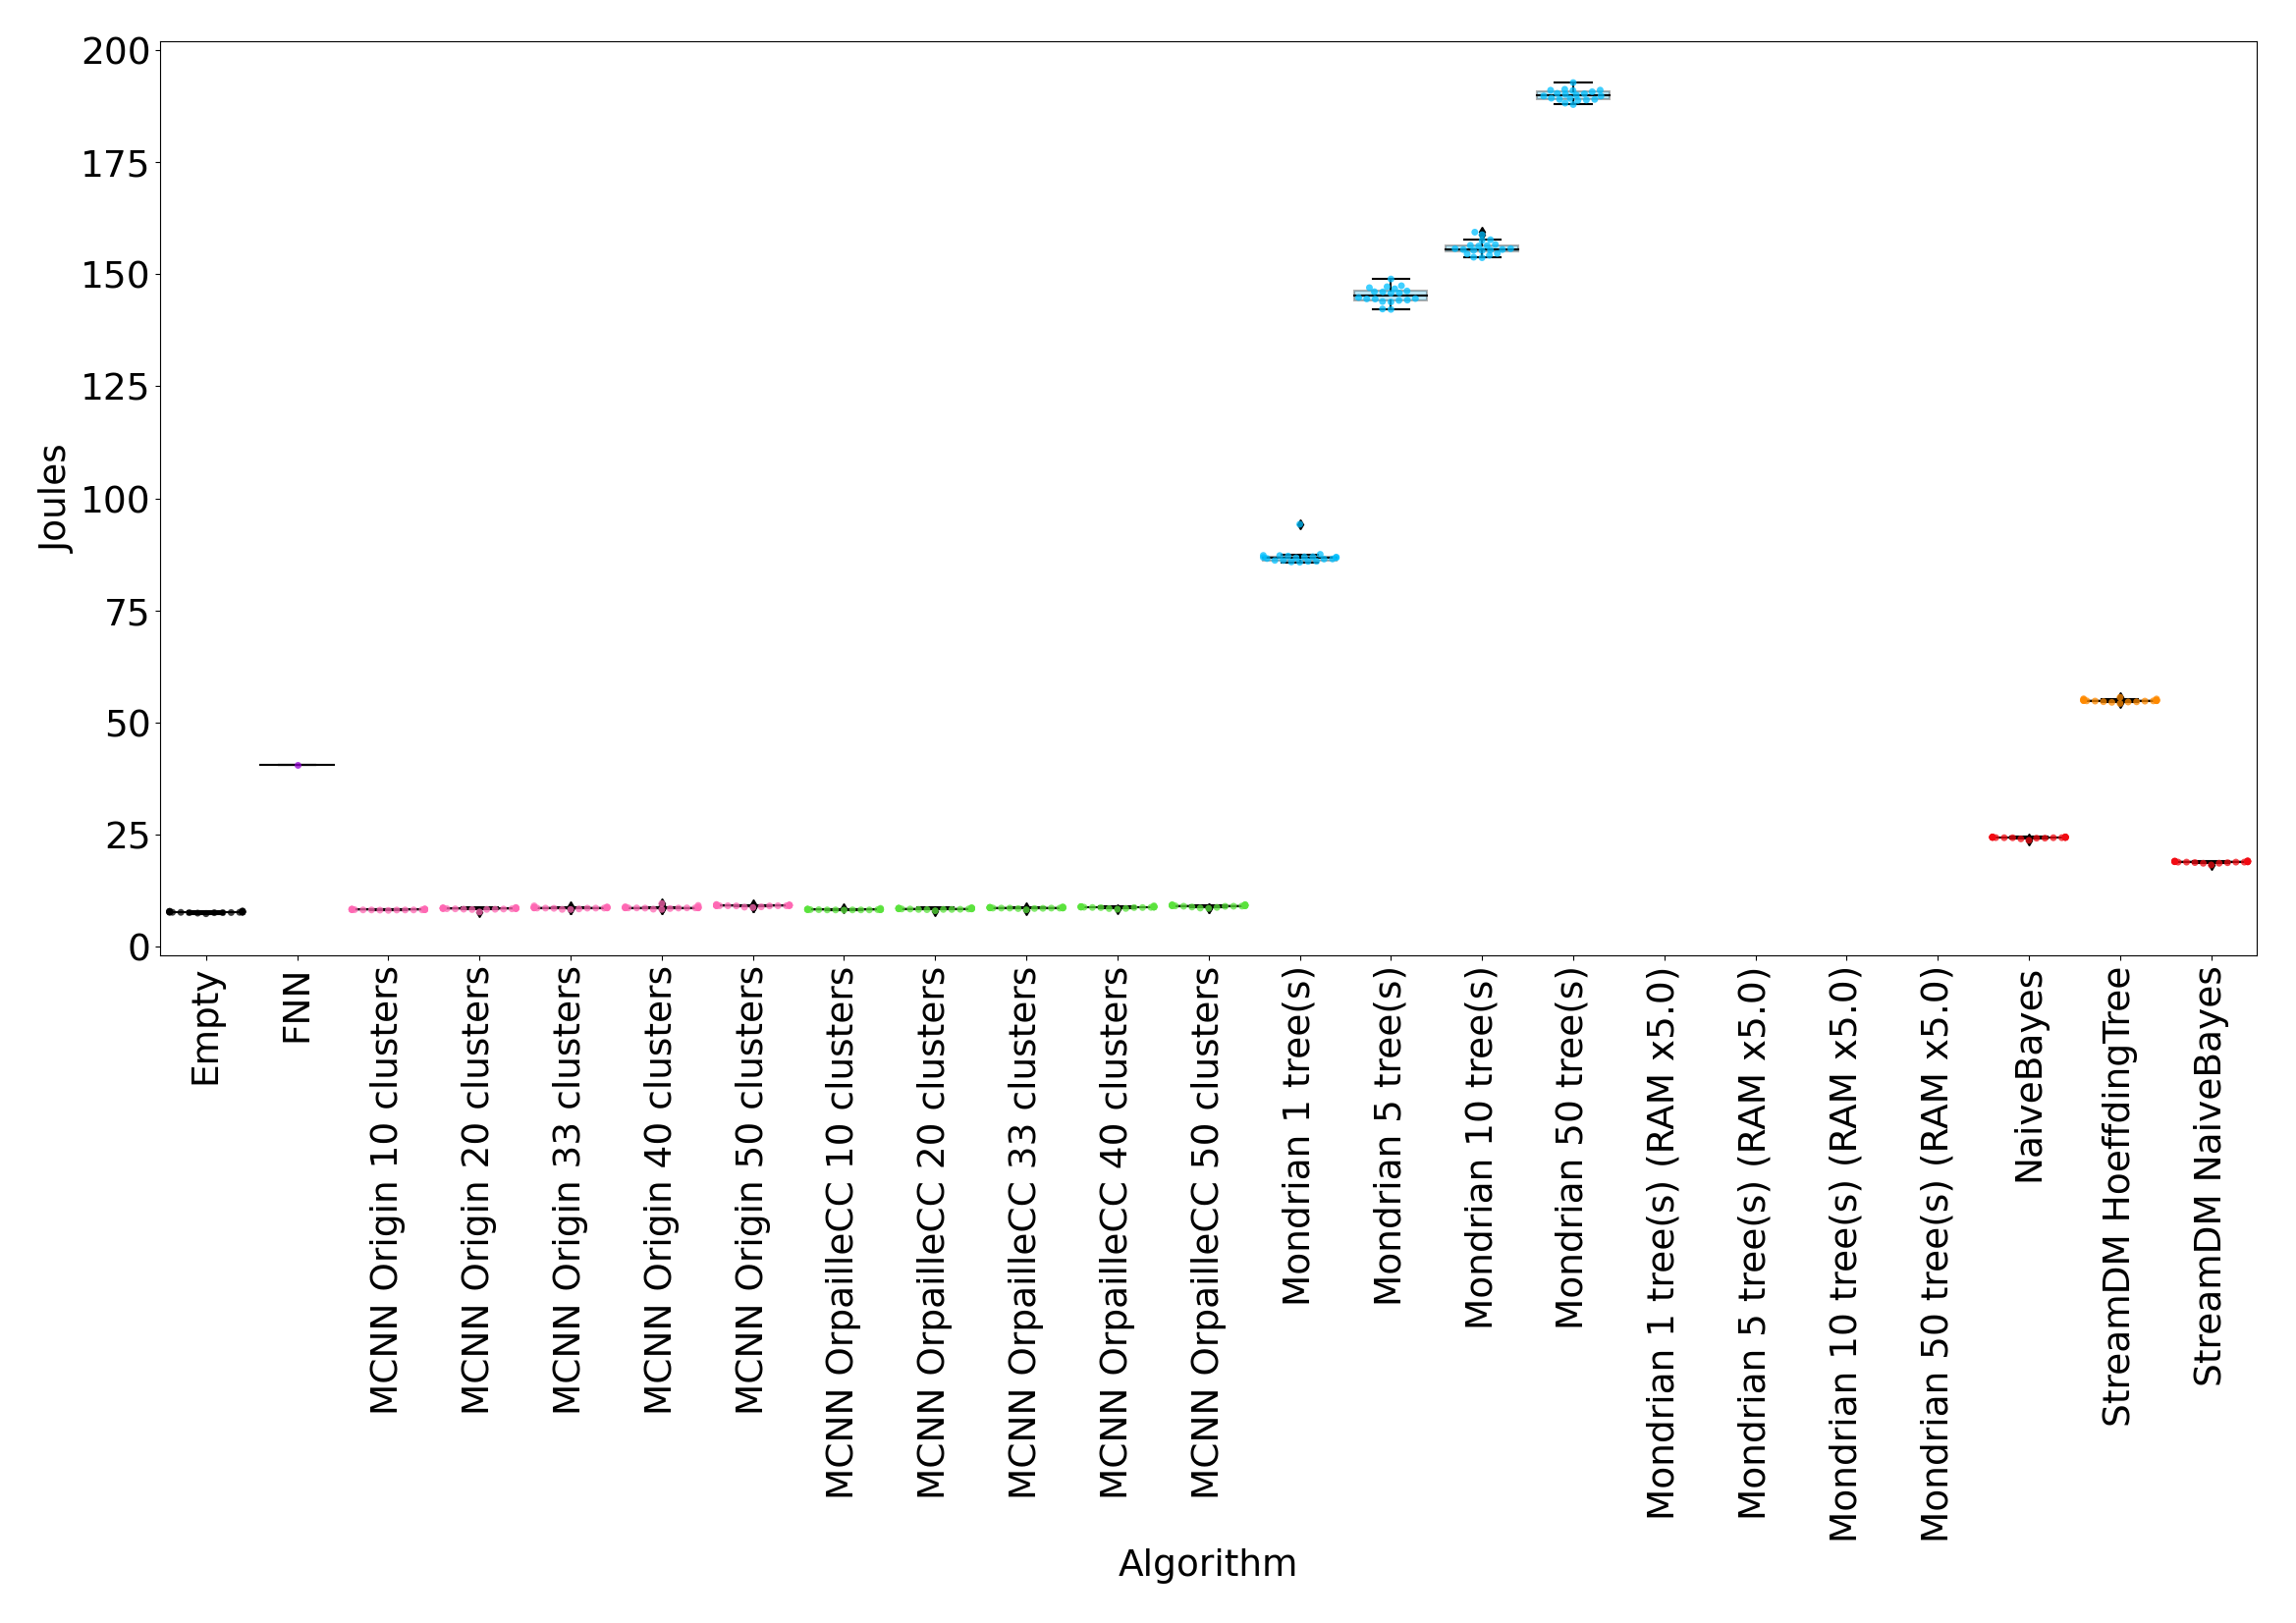 200
175
150
125
100
75
50
25
0
Joules
Empty
FNN
MCNN Origin 10 clusters
MCNN Origin 20 clusters
MCNN Origin 33 clusters
MCNN Origin 40 clusters
MCNN Origin 50 clusters
MCNN OrpailleCC 10 clusters
MCNN OrpailleCC 20 clusters
MCNN OrpailleCC 33 clusters
MCNN OrpailleCC 40 clusters
MCNN OrpailleCC 50 clusters
Mondrian 1 tree(s)
Mondrian 5 tree(s)
Mondrian 10 tree(s)
Mondrian 50 tree(s)
Mondrian 1 tree(s) (RAM x5.0)
Mondrian 5 tree(s) (RAM x5.0)
Mondrian 10 tree(s) (RAM x5.0)
Mondrian 50 tree(s) (RAM x5.0)
NaiveBayes
StreamDM HoeffdingTree
StreamDM NaiveBayes
Algorithm